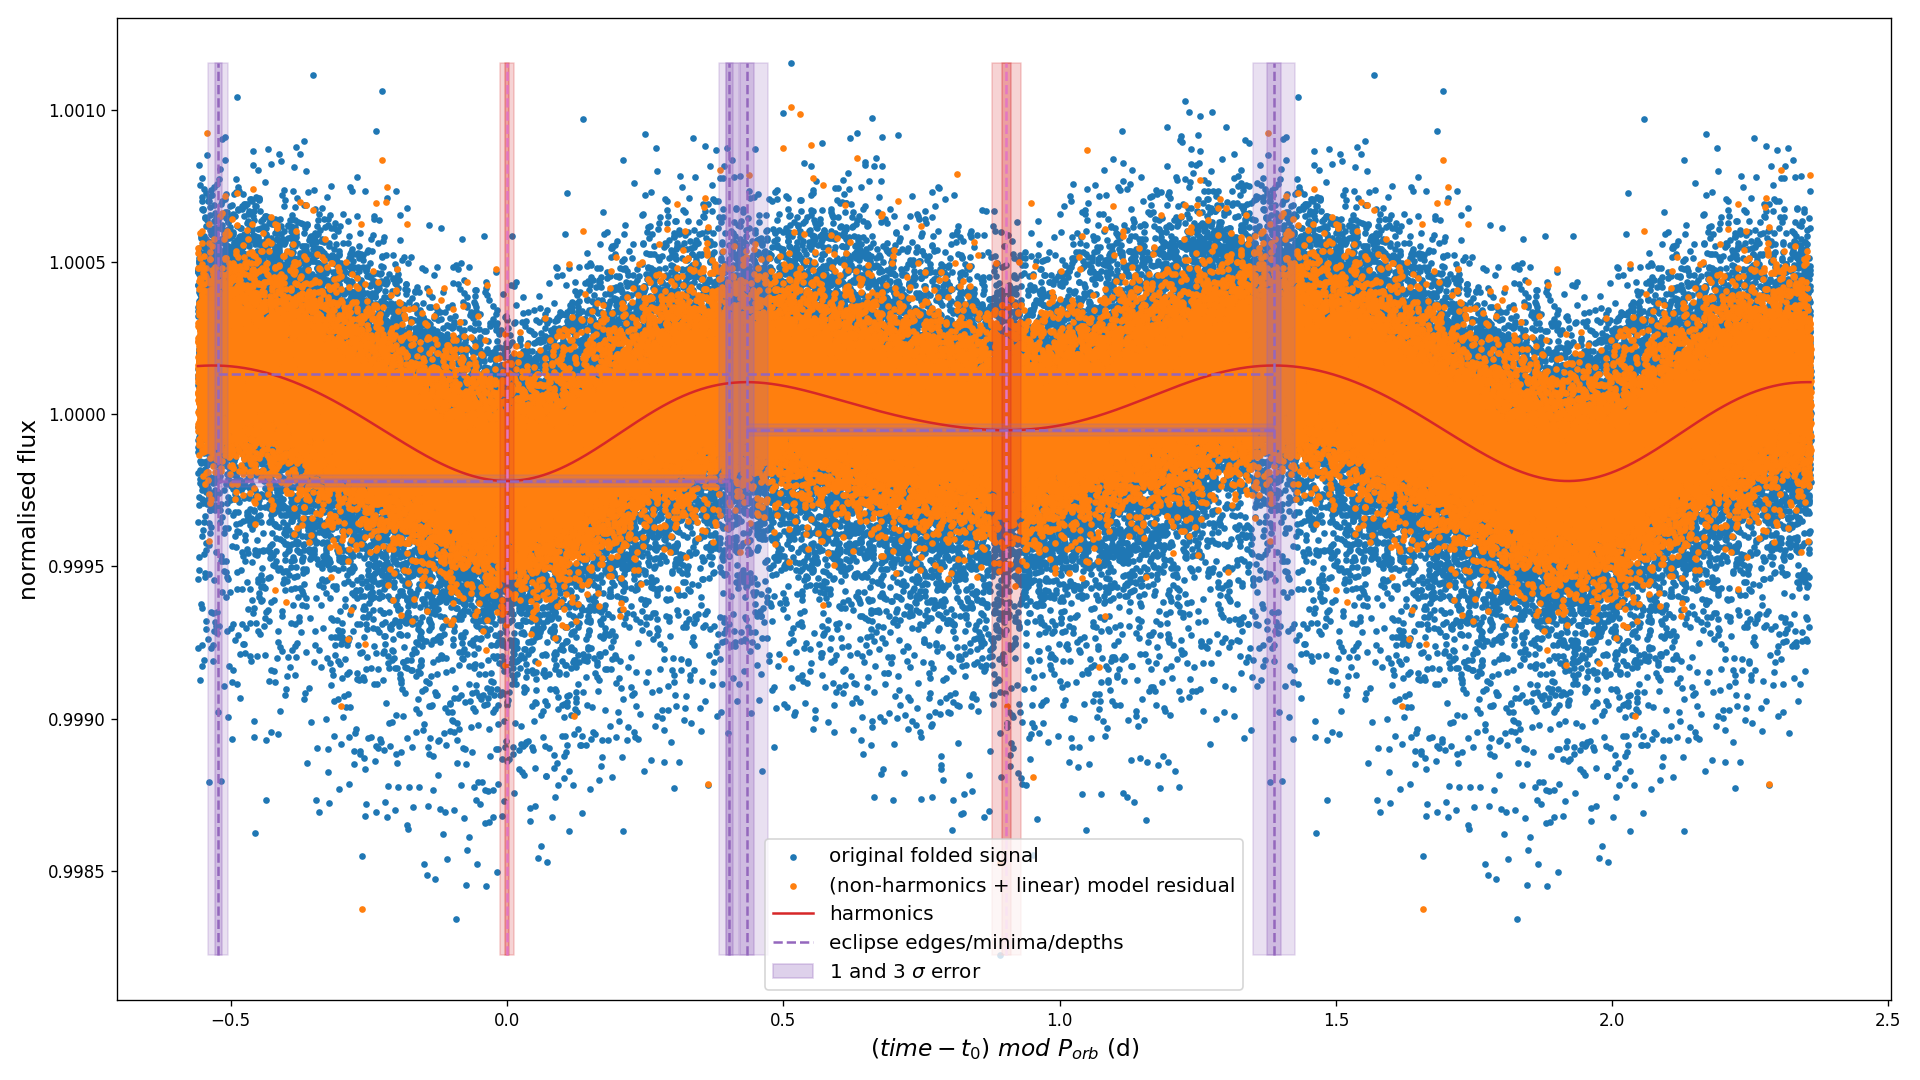 normalised flux
1.0010
1.0005
1.0000
0.9995
0.9990
0.9985
original folded signal
(non-harmonics + linear) model residual
harmonics
eclipse edges/minima/depths
1 and 3 σ error
−0.5 0.0 0.5 1.0 1.5 2.0 2.5
(time − t₀) mod P_orb (d)